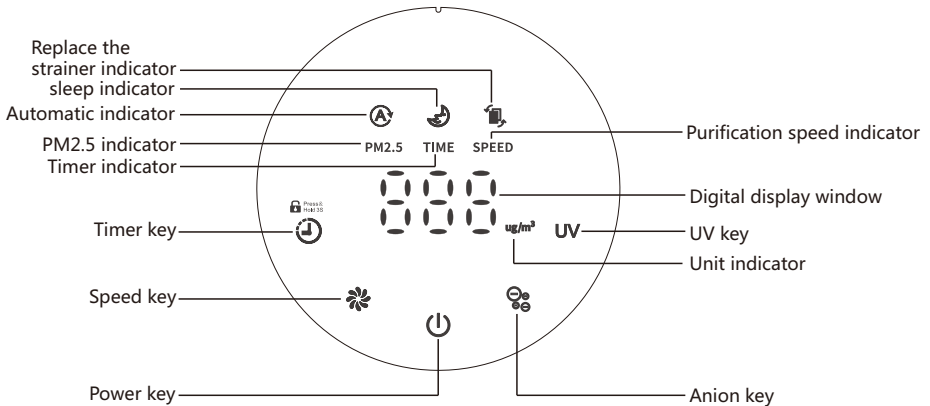 Replace the
strainer indicator
sleep indicator
Automatic indicator
PM2.5 indicator
Timer indicator
PM2.5 TIME SPEED
Purification speed indicator
888
Digital display window
Press&
Hold 3S
Timer key
ug/m³
UV
UV key
Unit indicator
Speed key
Power key
Anion key
A